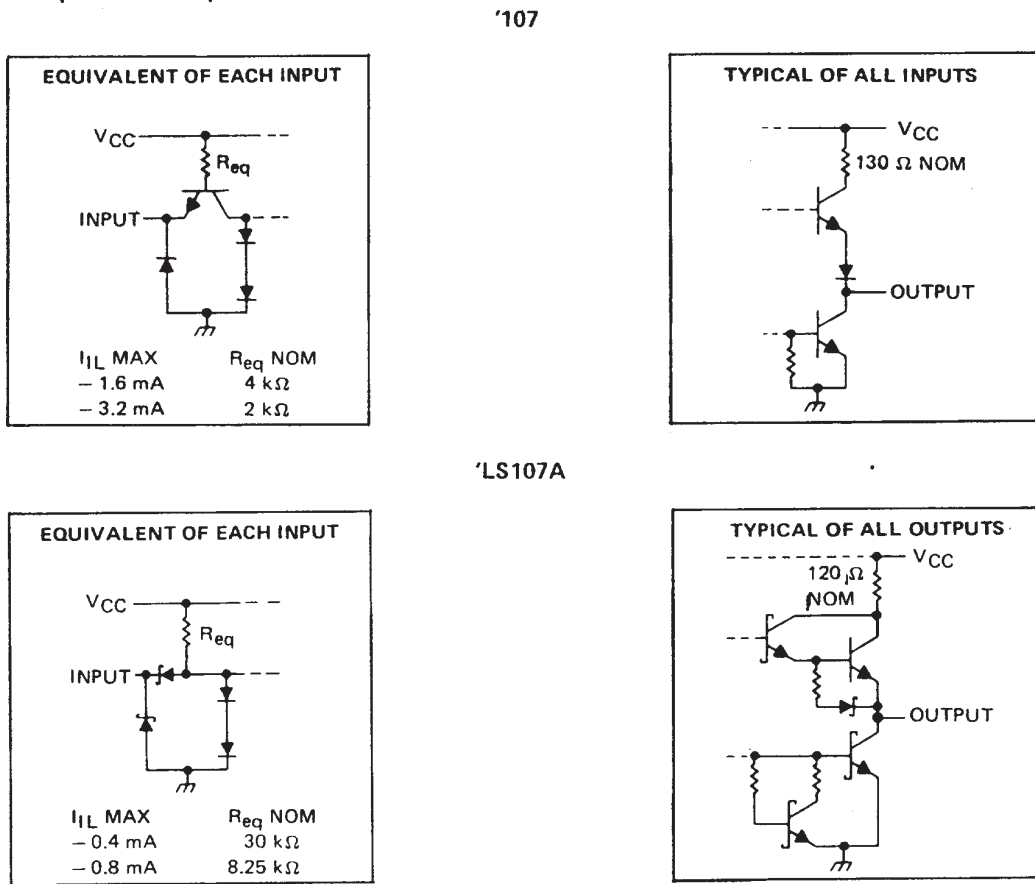 '107
EQUIVALENT OF EACH INPUT
VCC
Req
INPUT
IIL MAX Req NOM
– 1.6 mA 4 kΩ
– 3.2 mA 2 kΩ
TYPICAL OF ALL INPUTS
VCC
130 Ω NOM
OUTPUT
'LS107A
EQUIVALENT OF EACH INPUT
VCC
Req
INPUT
IIL MAX Req NOM
– 0.4 mA 30 kΩ
– 0.8 mA 8.25 kΩ
TYPICAL OF ALL OUTPUTS
VCC
120 Ω
NOM
OUTPUT